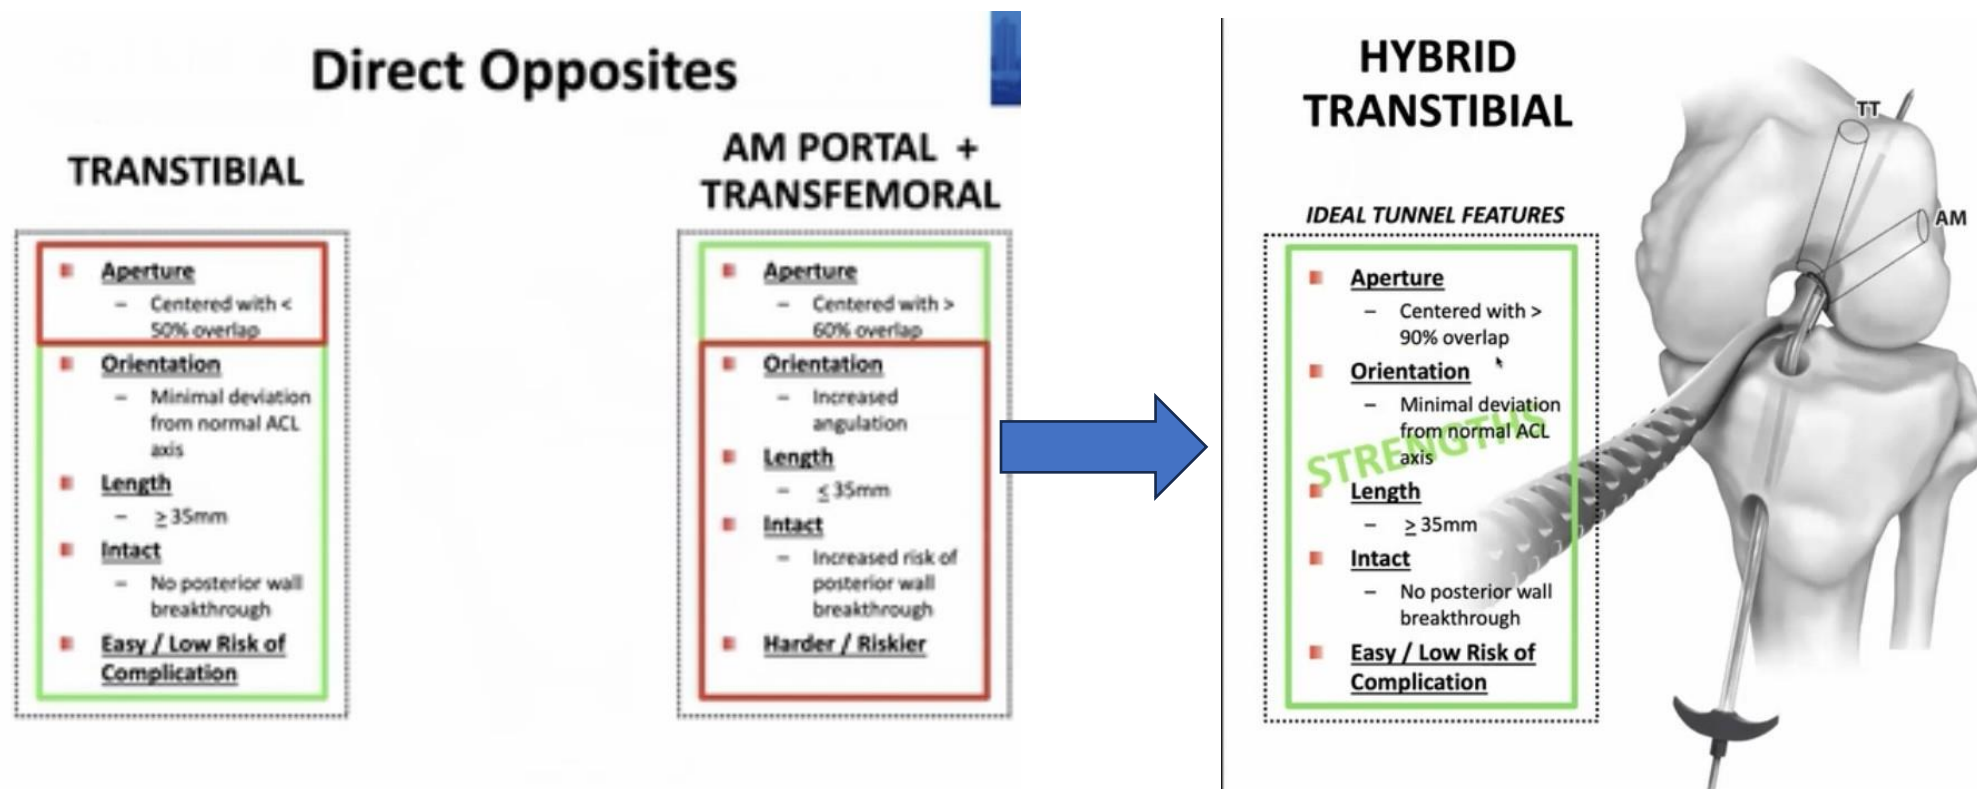 Direct Opposites
TRANSTIBIAL
Aperture
– Centered with <
50% overlap
Orientation
– Minimal deviation
from normal ACL
axis
Length
– ≥ 35mm
Intact
– No posterior wall
breakthrough
Easy / Low Risk of
Complication
AM PORTAL +
TRANSFEMORAL
Aperture
– Centered with >
60% overlap
Orientation
– Increased
angulation
Length
– ≤ 35mm
Intact
– Increased risk of
posterior wall
breakthrough
Harder / Riskier
HYBRID
TRANSTIBIAL
IDEAL TUNNEL FEATURES
Aperture
– Centered with >
90% overlap
Orientation
– Minimal deviation
from normal ACL
axis
STRENGTHS
Length
– ≥ 35mm
Intact
– No posterior wall
breakthrough
Easy / Low Risk of
Complication
TT
AM